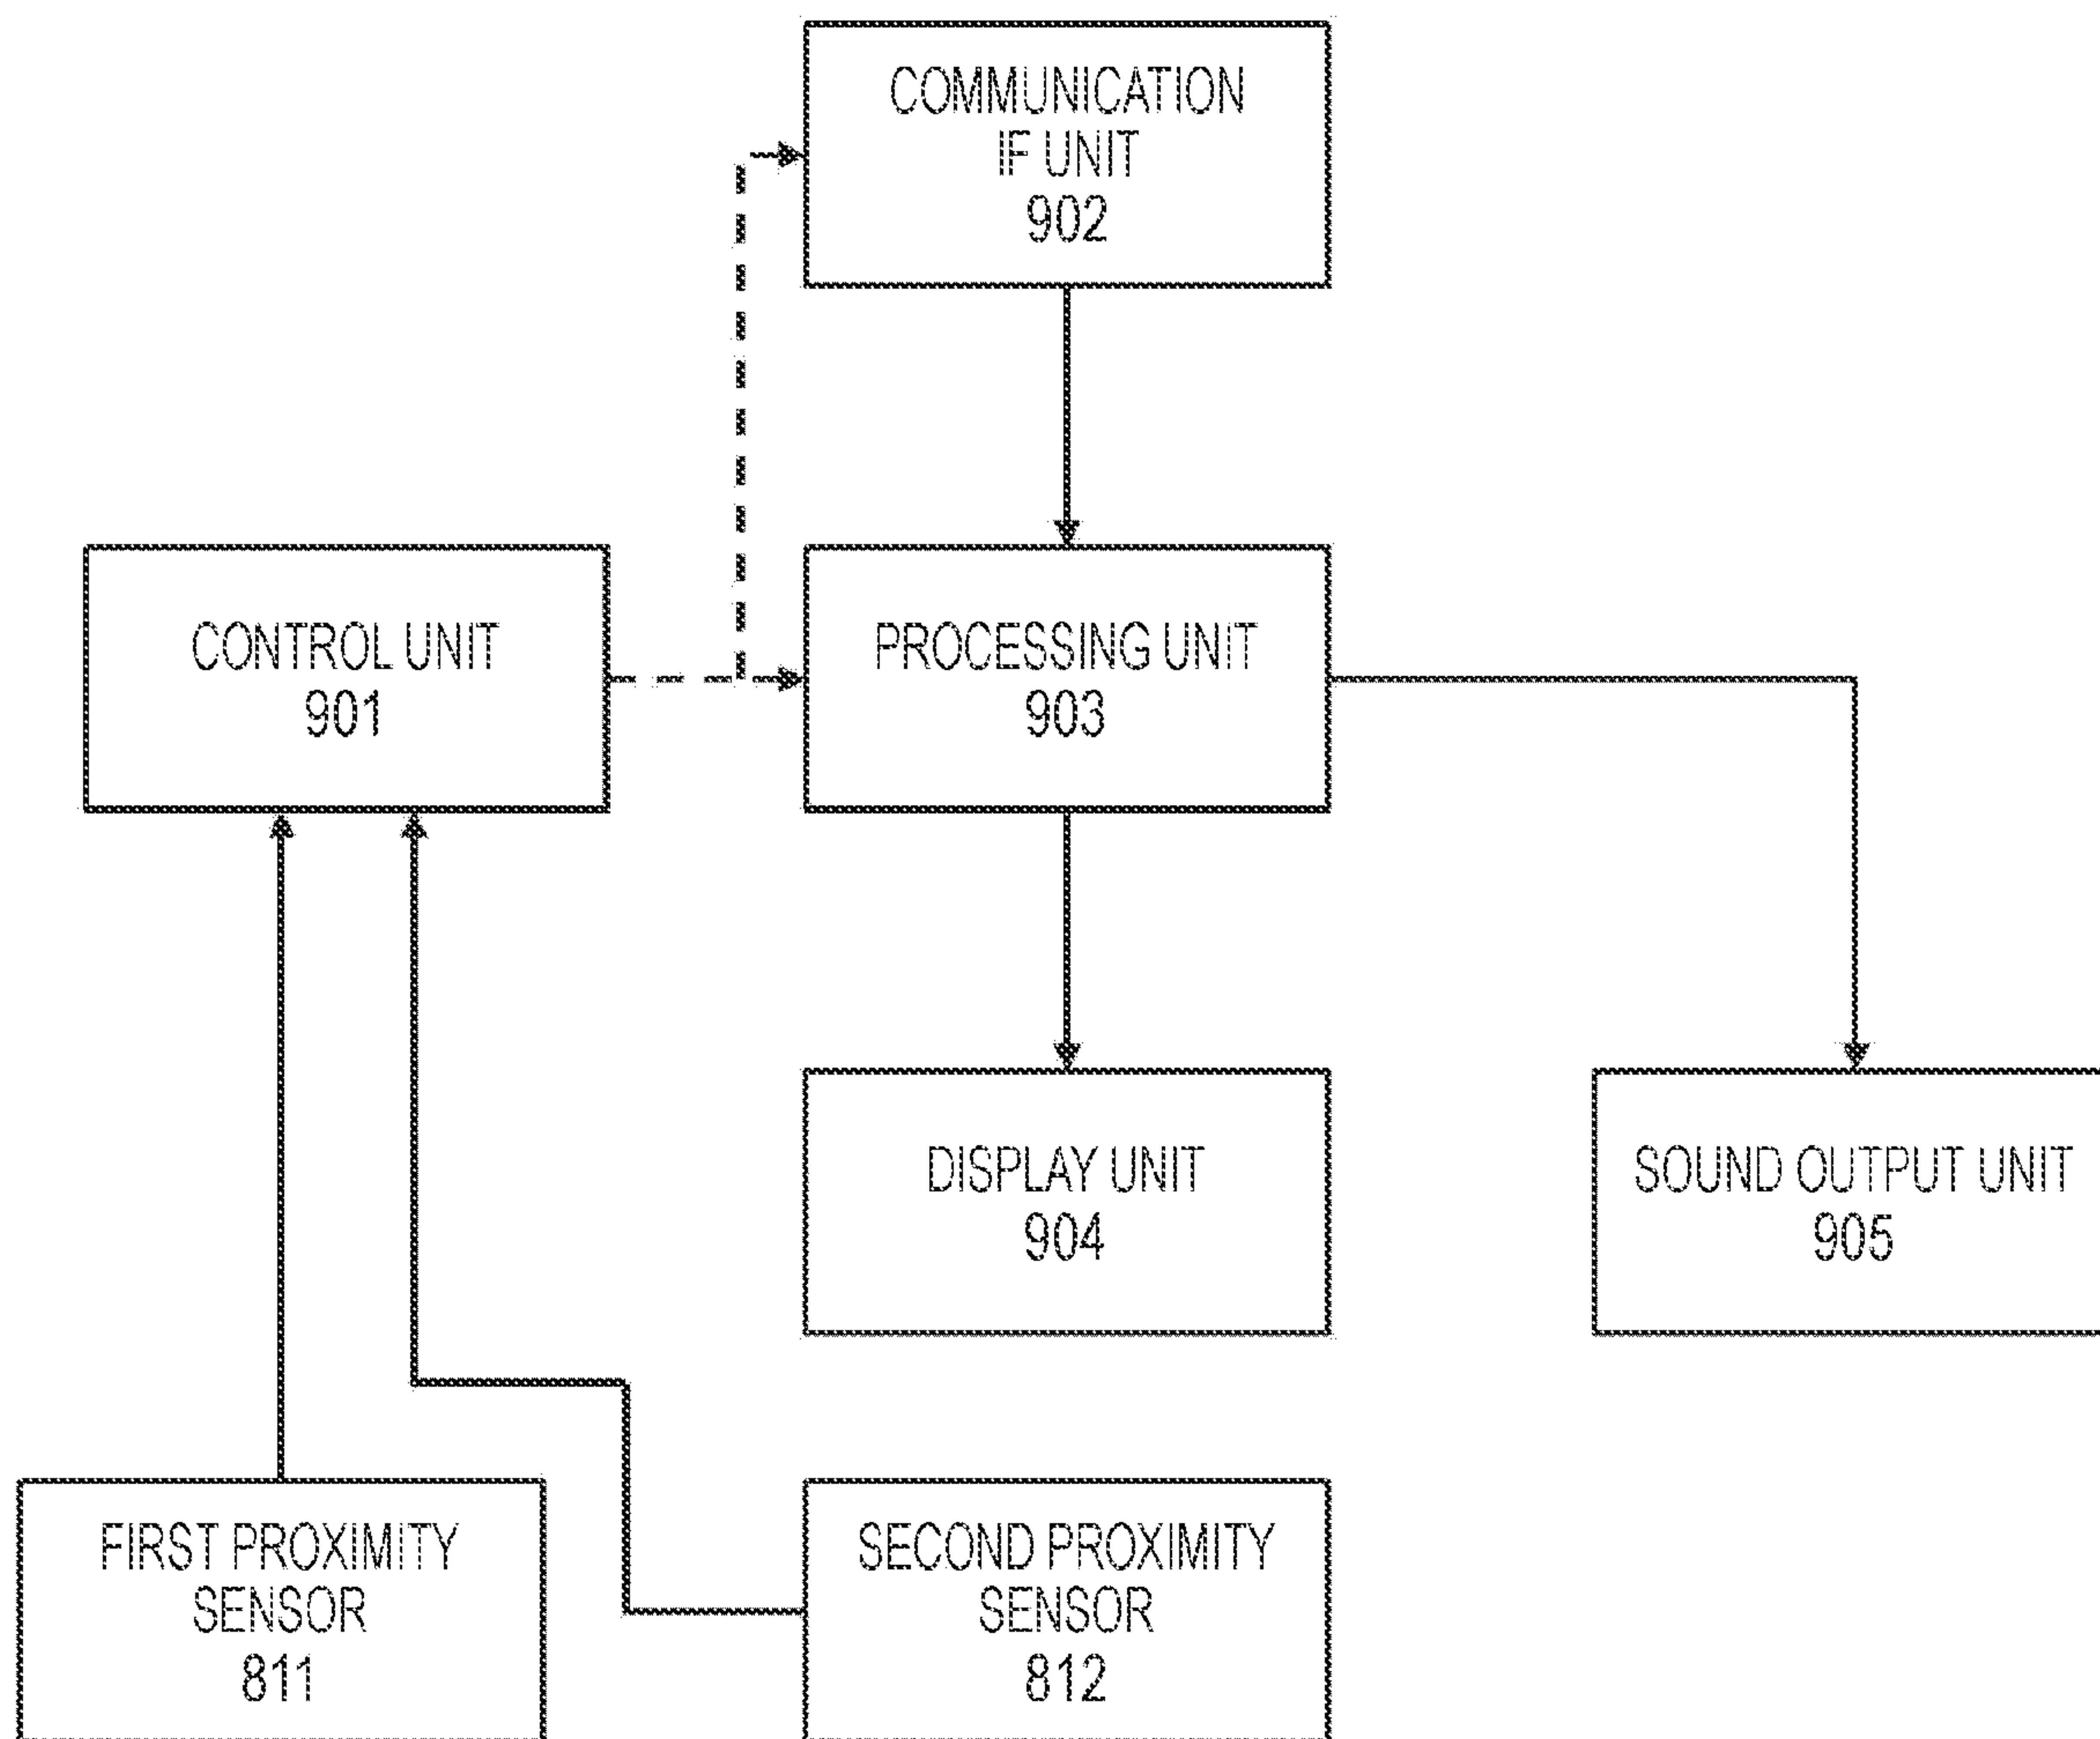 COMMUNICATION
IF UNIT
902
CONTROL UNIT
901
PROCESSING UNIT
903
DISPLAY UNIT
904
SOUND OUTPUT UNIT
905
FIRST PROXIMITY
SENSOR
811
SECOND PROXIMITY
SENSOR
812